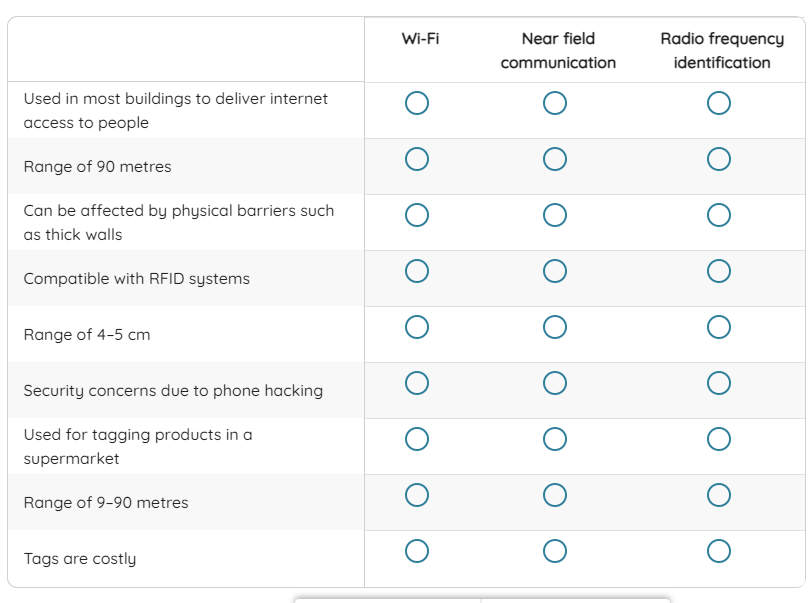 Wi-Fi
Near field
communication
Radio frequency
identification
Used in most buildings to deliver internet
access to people
Range of 90 metres
Can be affected by physical barriers such
as thick walls
Compatible with RFID systems
Range of 4–5 cm
Security concerns due to phone hacking
Used for tagging products in a
supermarket
Range of 9–90 metres
Tags are costly